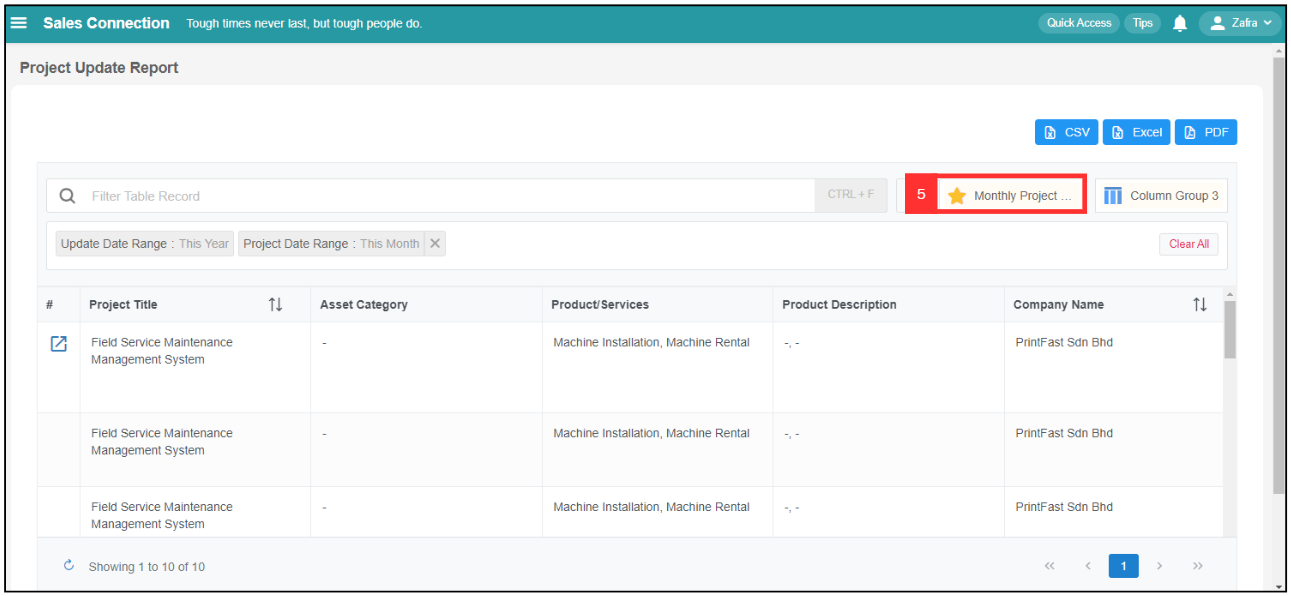 Sales Connection Tough times never last, but tough people do. Quick Access Tips Zafra
Project Update Report
CSV Excel PDF
Filter Table Record CTRL + F 5 Monthly Project ... Column Group 3
Update Date Range : This Year Project Date Range : This Month Clear All
# Project Title Asset Category Product/Services Product Description Company Name
Field Service Maintenance Management System - Machine Installation, Machine Rental -, - PrintFast Sdn Bhd
Field Service Maintenance Management System - Machine Installation, Machine Rental -, - PrintFast Sdn Bhd
Field Service Maintenance Management System - Machine Installation, Machine Rental -, - PrintFast Sdn Bhd
Showing 1 to 10 of 10 << < 1 > >>